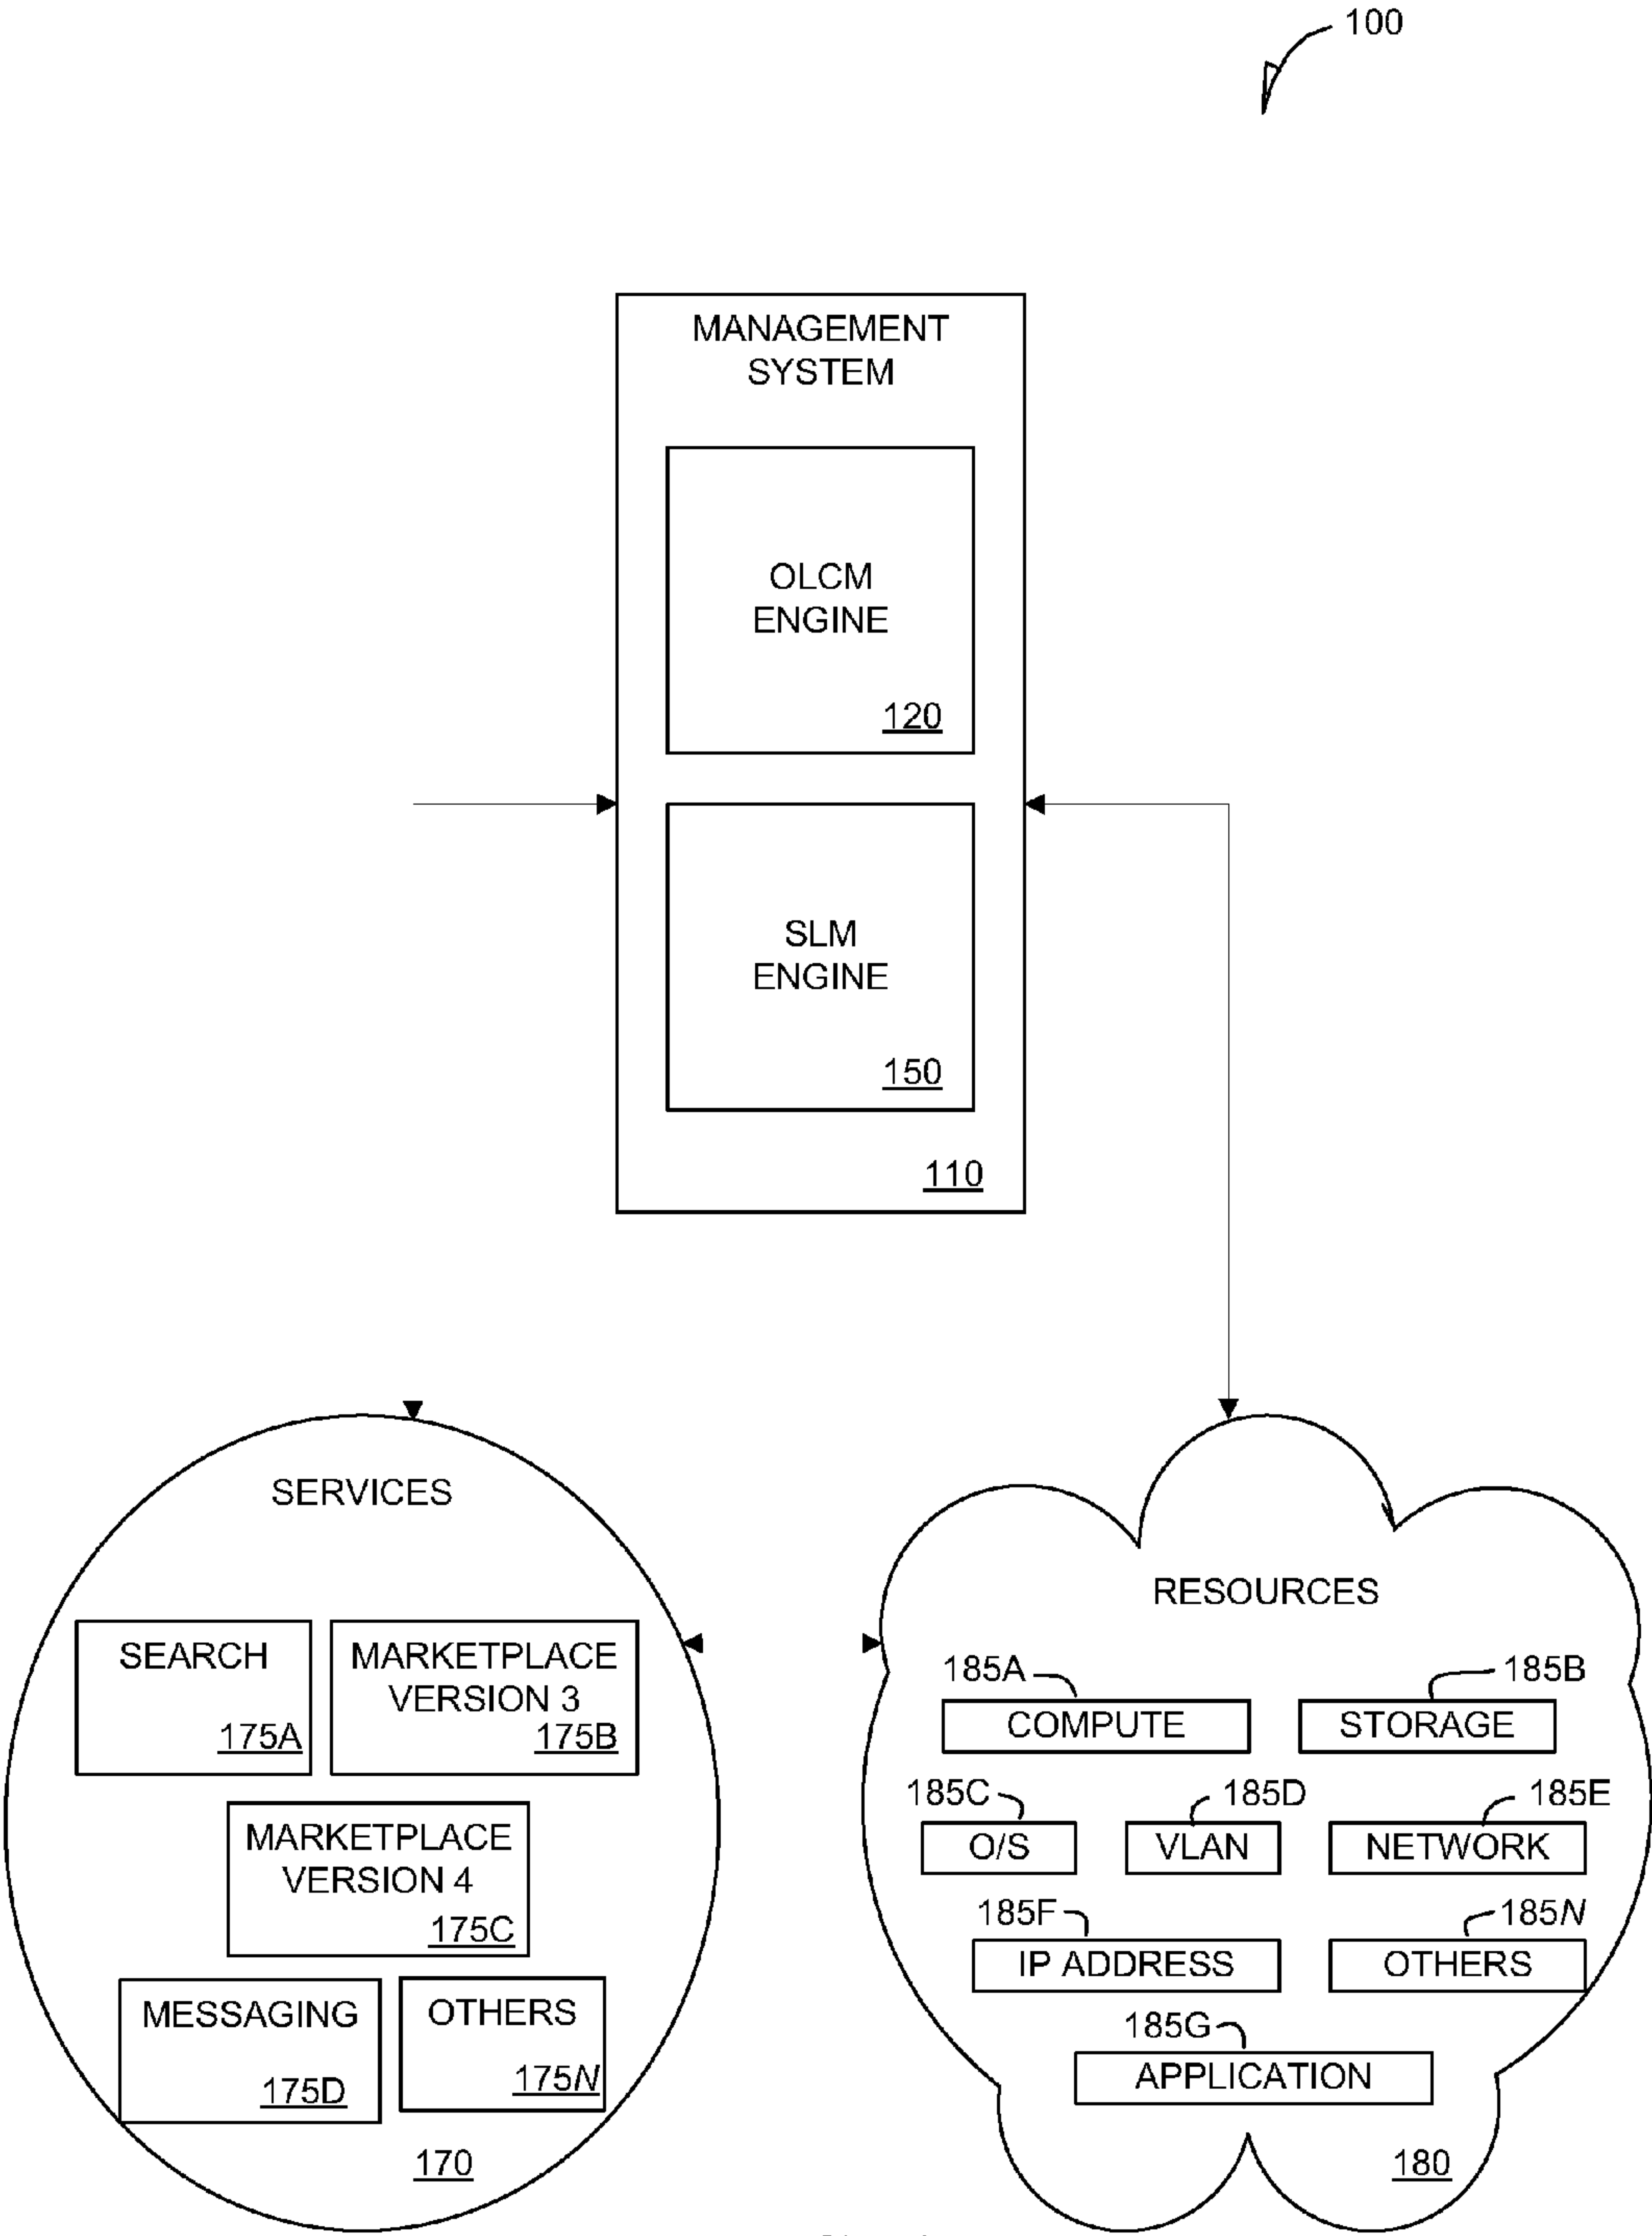 100
MANAGEMENT
SYSTEM
OLCM
ENGINE
120
SLM
ENGINE
150
110
SERVICES
SEARCH
175A
MARKETPLACE
VERSION 3
175B
MARKETPLACE
VERSION 4
175C
MESSAGING
175D
OTHERS
175N
170
RESOURCES
185A
COMPUTE
185B
STORAGE
185C
O/S
185D
VLAN
185E
NETWORK
185F
IP ADDRESS
185N
OTHERS
185G
APPLICATION
180